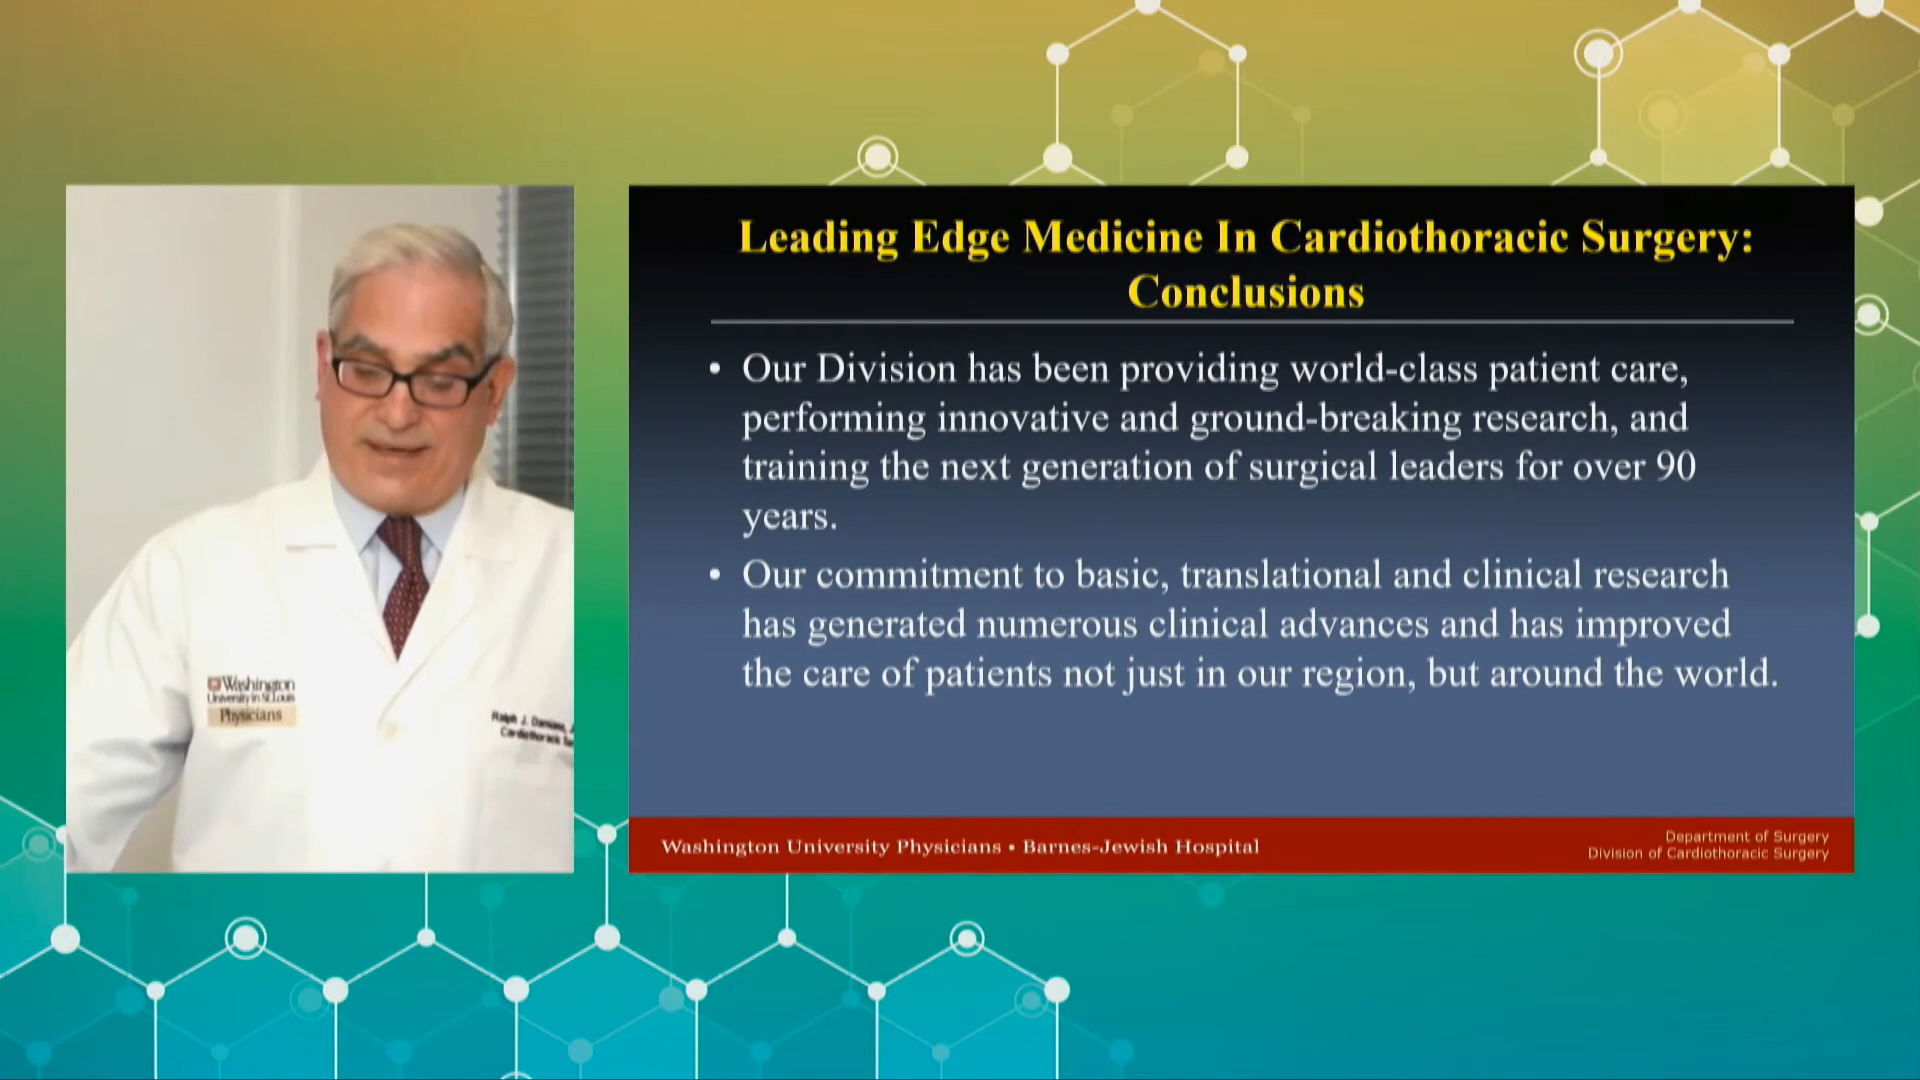 Leading Edge Medicine In Cardiothoracic Surgery:
Conclusions
• Our Division has been providing world-class patient care,
performing innovative and ground-breaking research, and
training the next generation of surgical leaders for over 90
years.
• Our commitment to basic, translational and clinical research
has generated numerous clinical advances and has improved
the care of patients not just in our region, but around the world.
Washington University Physicians • Barnes-Jewish Hospital
Department of Surgery
Division of Cardiothoracic Surgery
Washington
University in St. Louis
Physicians
Ralph J.
Cardiothoracic